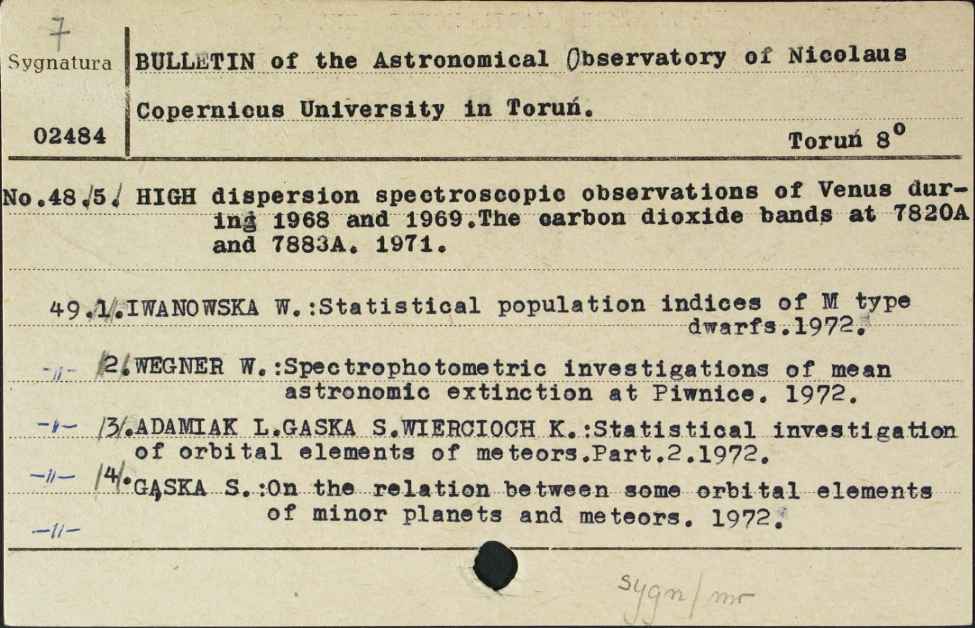 7
Sygnatura
BULLETIN of the Astronomical Observatory of Nicolaus
Copernicus University in Toruń.
02484
Toruń 8°
No.48./5/ HIGH dispersion spectroscopic observations of Venus dur-
ing 1968 and 1969.The carbon dioxide bands at 7820A
and 7883A. 1971.
49./1/.IWANOWSKA W.:Statistical population indices of M type
dwarfs.1972.
-"- /2/.WEGNER W.:Spectrophotometric investigations of mean
astronomic extinction at Piwnice. 1972.
-"- /3/.ADAMIAK L.GASKA S.WIERCIOCH K.:Statistical investigation
of orbital elements of meteors.Part.2.1972.
-"- /4/.GĄSKA S.:On the relation between some orbital elements
of minor planets and meteors. 1972.
-"-
sygn/mr